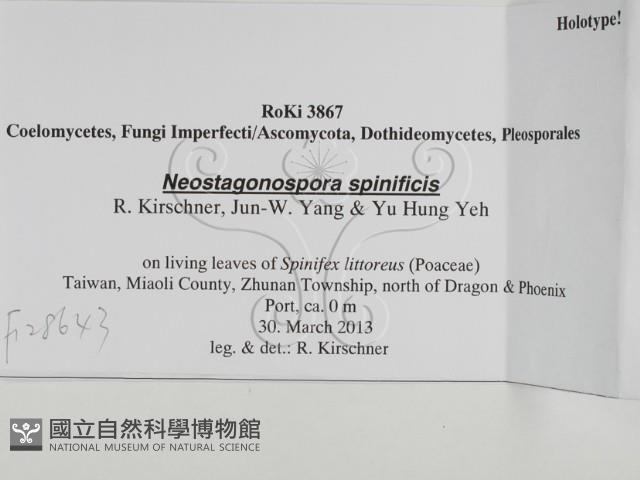 Holotype!
RoKi 3867
Coelomycetes, Fungi Imperfecti/Ascomycota, Dothideomycetes, Pleosporales
Neostagonospora spinificis
R. Kirschner, Jun-W. Yang & Yu Hung Yeh
on living leaves of Spinifex littoreus (Poaceae)
Taiwan, Miaoli County, Zhunan Township, north of Dragon & Phoenix
Port, ca. 0 m
30. March 2013
leg. & det.: R. Kirschner
F28643
國立自然科學博物館
NATIONAL MUSEUM OF NATURAL SCIENCE